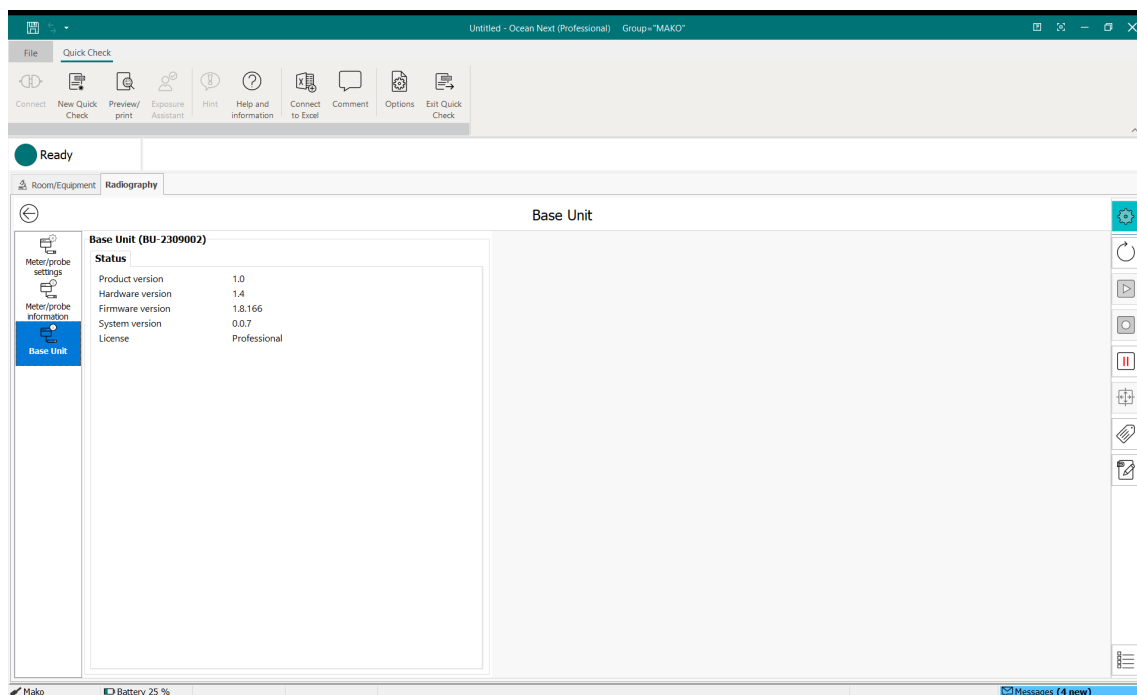 Untitled - Ocean Next (Professional) Group="MAKO"
File Quick Check
Connect New Quick Check Preview/ print Exposure Assistant Hint Help and information Connect to Excel Comment Options Exit Quick Check
Ready
Room/Equipment Radiography
Base Unit
Meter/probe settings
Meter/probe information
Base Unit
Base Unit (BU-2309002)
Status
Product version 1.0
Hardware version 1.4
Firmware version 1.8.166
System version 0.0.7
License Professional
Mako Battery 25 % Messages (4 new)